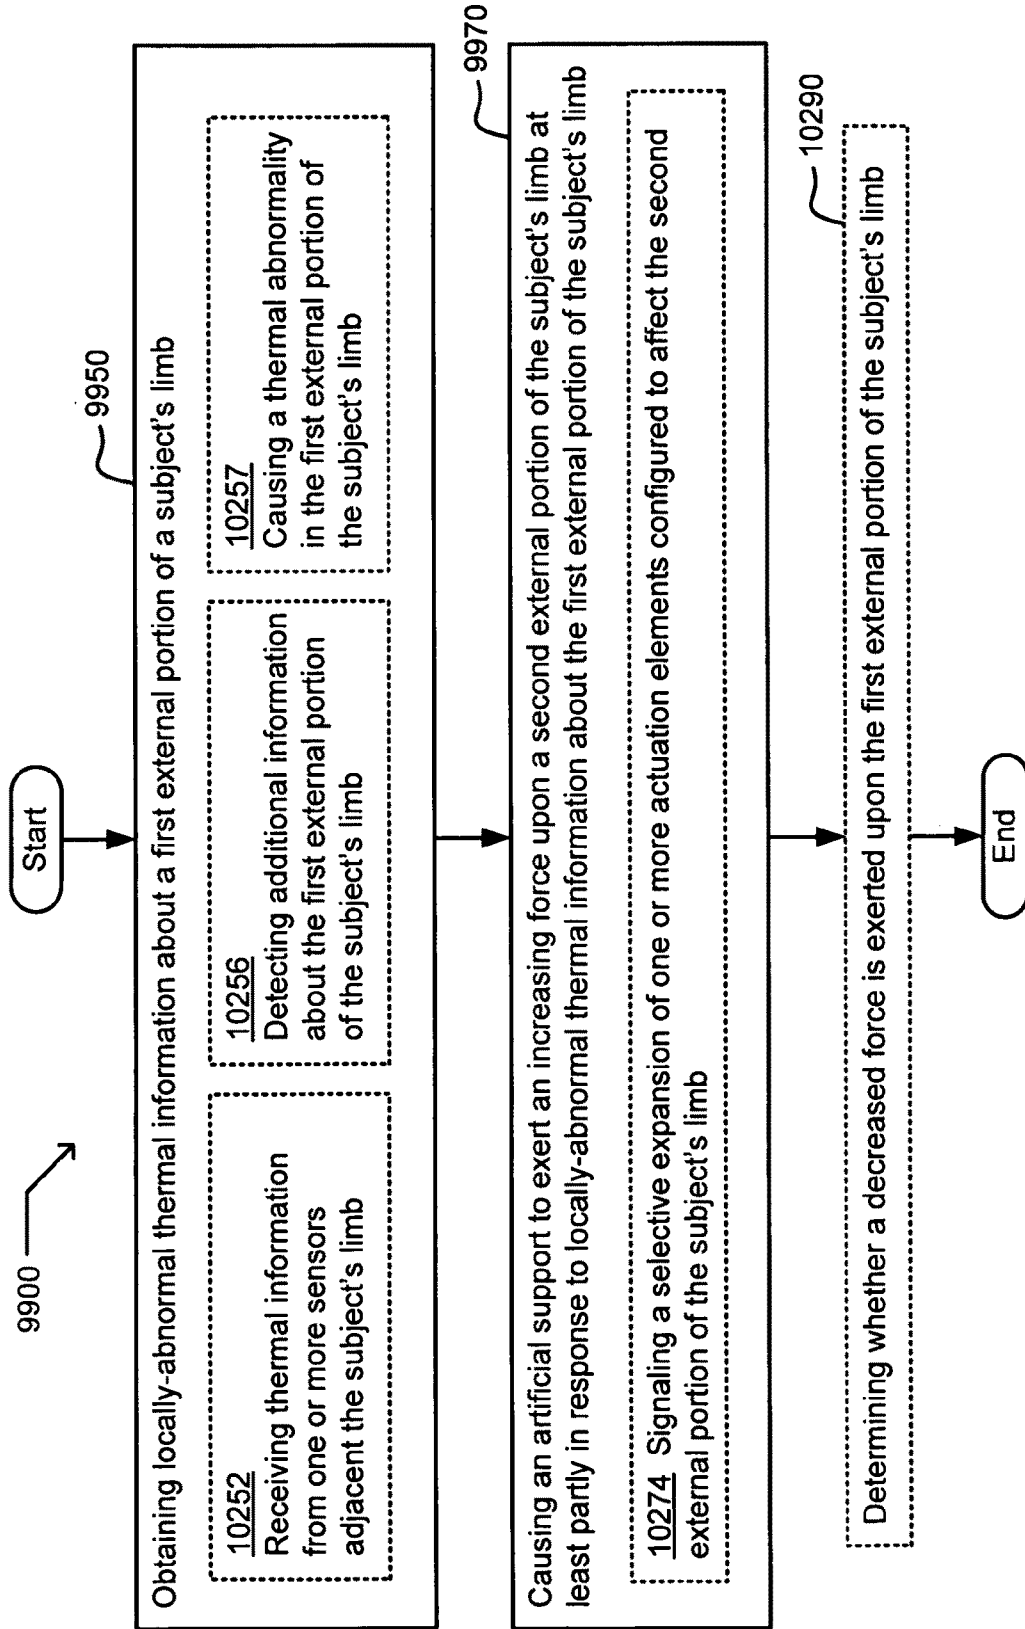 9900
Start
9950
Obtaining locally-abnormal thermal information about a first external portion of a subject's limb
10252
Receiving thermal information
from one or more sensors
adjacent the subject's limb
10256
Detecting additional information
about the first external portion
of the subject's limb
10257
Causing a thermal abnormality
in the first external portion of
the subject's limb
9970
Causing an artificial support to exert an increasing force upon a second external portion of the subject's limb at
least partly in response to locally-abnormal thermal information about the first external portion of the subject's limb
10274 Signaling a selective expansion of one or more actuation elements configured to affect the second
external portion of the subject's limb
10290
Determining whether a decreased force is exerted upon the first external portion of the subject's limb
End